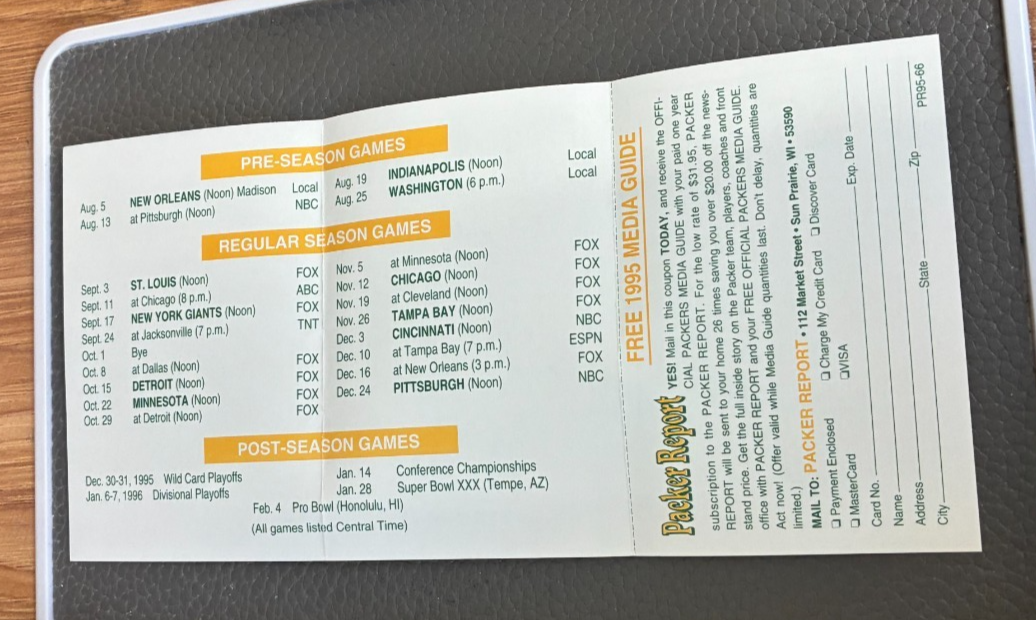 PRE-SEASON GAMES
Aug. 5 NEW ORLEANS (Noon) Madison Local
Aug. 13 at Pittsburgh (Noon) NBC
Aug. 19 INDIANAPOLIS (Noon) Local
Aug. 25 WASHINGTON (6 p.m.) Local
REGULAR SEASON GAMES
Sept. 3 ST. LOUIS (Noon) FOX
Sept. 11 at Chicago (8 p.m.) ABC
Sept. 17 NEW YORK GIANTS (Noon) FOX
Sept. 24 at Jacksonville (7 p.m.) TNT
Oct. 1 Bye
Oct. 8 at Dallas (Noon) FOX
Oct. 15 DETROIT (Noon) FOX
Oct. 22 MINNESOTA (Noon) FOX
Oct. 29 at Detroit (Noon) FOX
Nov. 5 at Minnesota (Noon) FOX
Nov. 12 CHICAGO (Noon) FOX
Nov. 19 at Cleveland (Noon) FOX
Nov. 26 TAMPA BAY (Noon) FOX
Dec. 3 CINCINNATI (Noon) NBC
Dec. 10 at Tampa Bay (7 p.m.) ESPN
Dec. 16 at New Orleans (3 p.m.) FOX
Dec. 24 PITTSBURGH (Noon) NBC
POST-SEASON GAMES
Dec. 30-31, 1995 Wild Card Playoffs
Jan. 6-7, 1996 Divisional Playoffs
Jan. 14 Conference Championships
Jan. 28 Super Bowl XXX (Tempe, AZ)
Feb. 4 Pro Bowl (Honolulu, HI)
(All games listed Central Time)
FREE 1995 MEDIA GUIDE
Packer Report YES! Mail in this coupon TODAY, and receive the OFFI-
CIAL PACKERS MEDIA GUIDE with your paid one year
subscription to the PACKER REPORT. For the low rate of $31.95, PACKER
REPORT will be sent to your home 26 times saving you over $20.00 off the news-
stand price. Get the full inside story on the Packer team, players, coaches and front
office with PACKER REPORT and your FREE OFFICIAL PACKERS MEDIA GUIDE.
Act now! (Offer valid while Media Guide quantities last. Don't delay, quantities are
limited.)
MAIL TO: PACKER REPORT • 112 Market Street • Sun Prairie, WI • 53590
❏ Payment Enclosed ❏ Charge My Credit Card ❏ Discover Card
❏ MasterCard ❏ VISA Exp. Date
Card No.
Name
Address
City State Zip
PR95-66